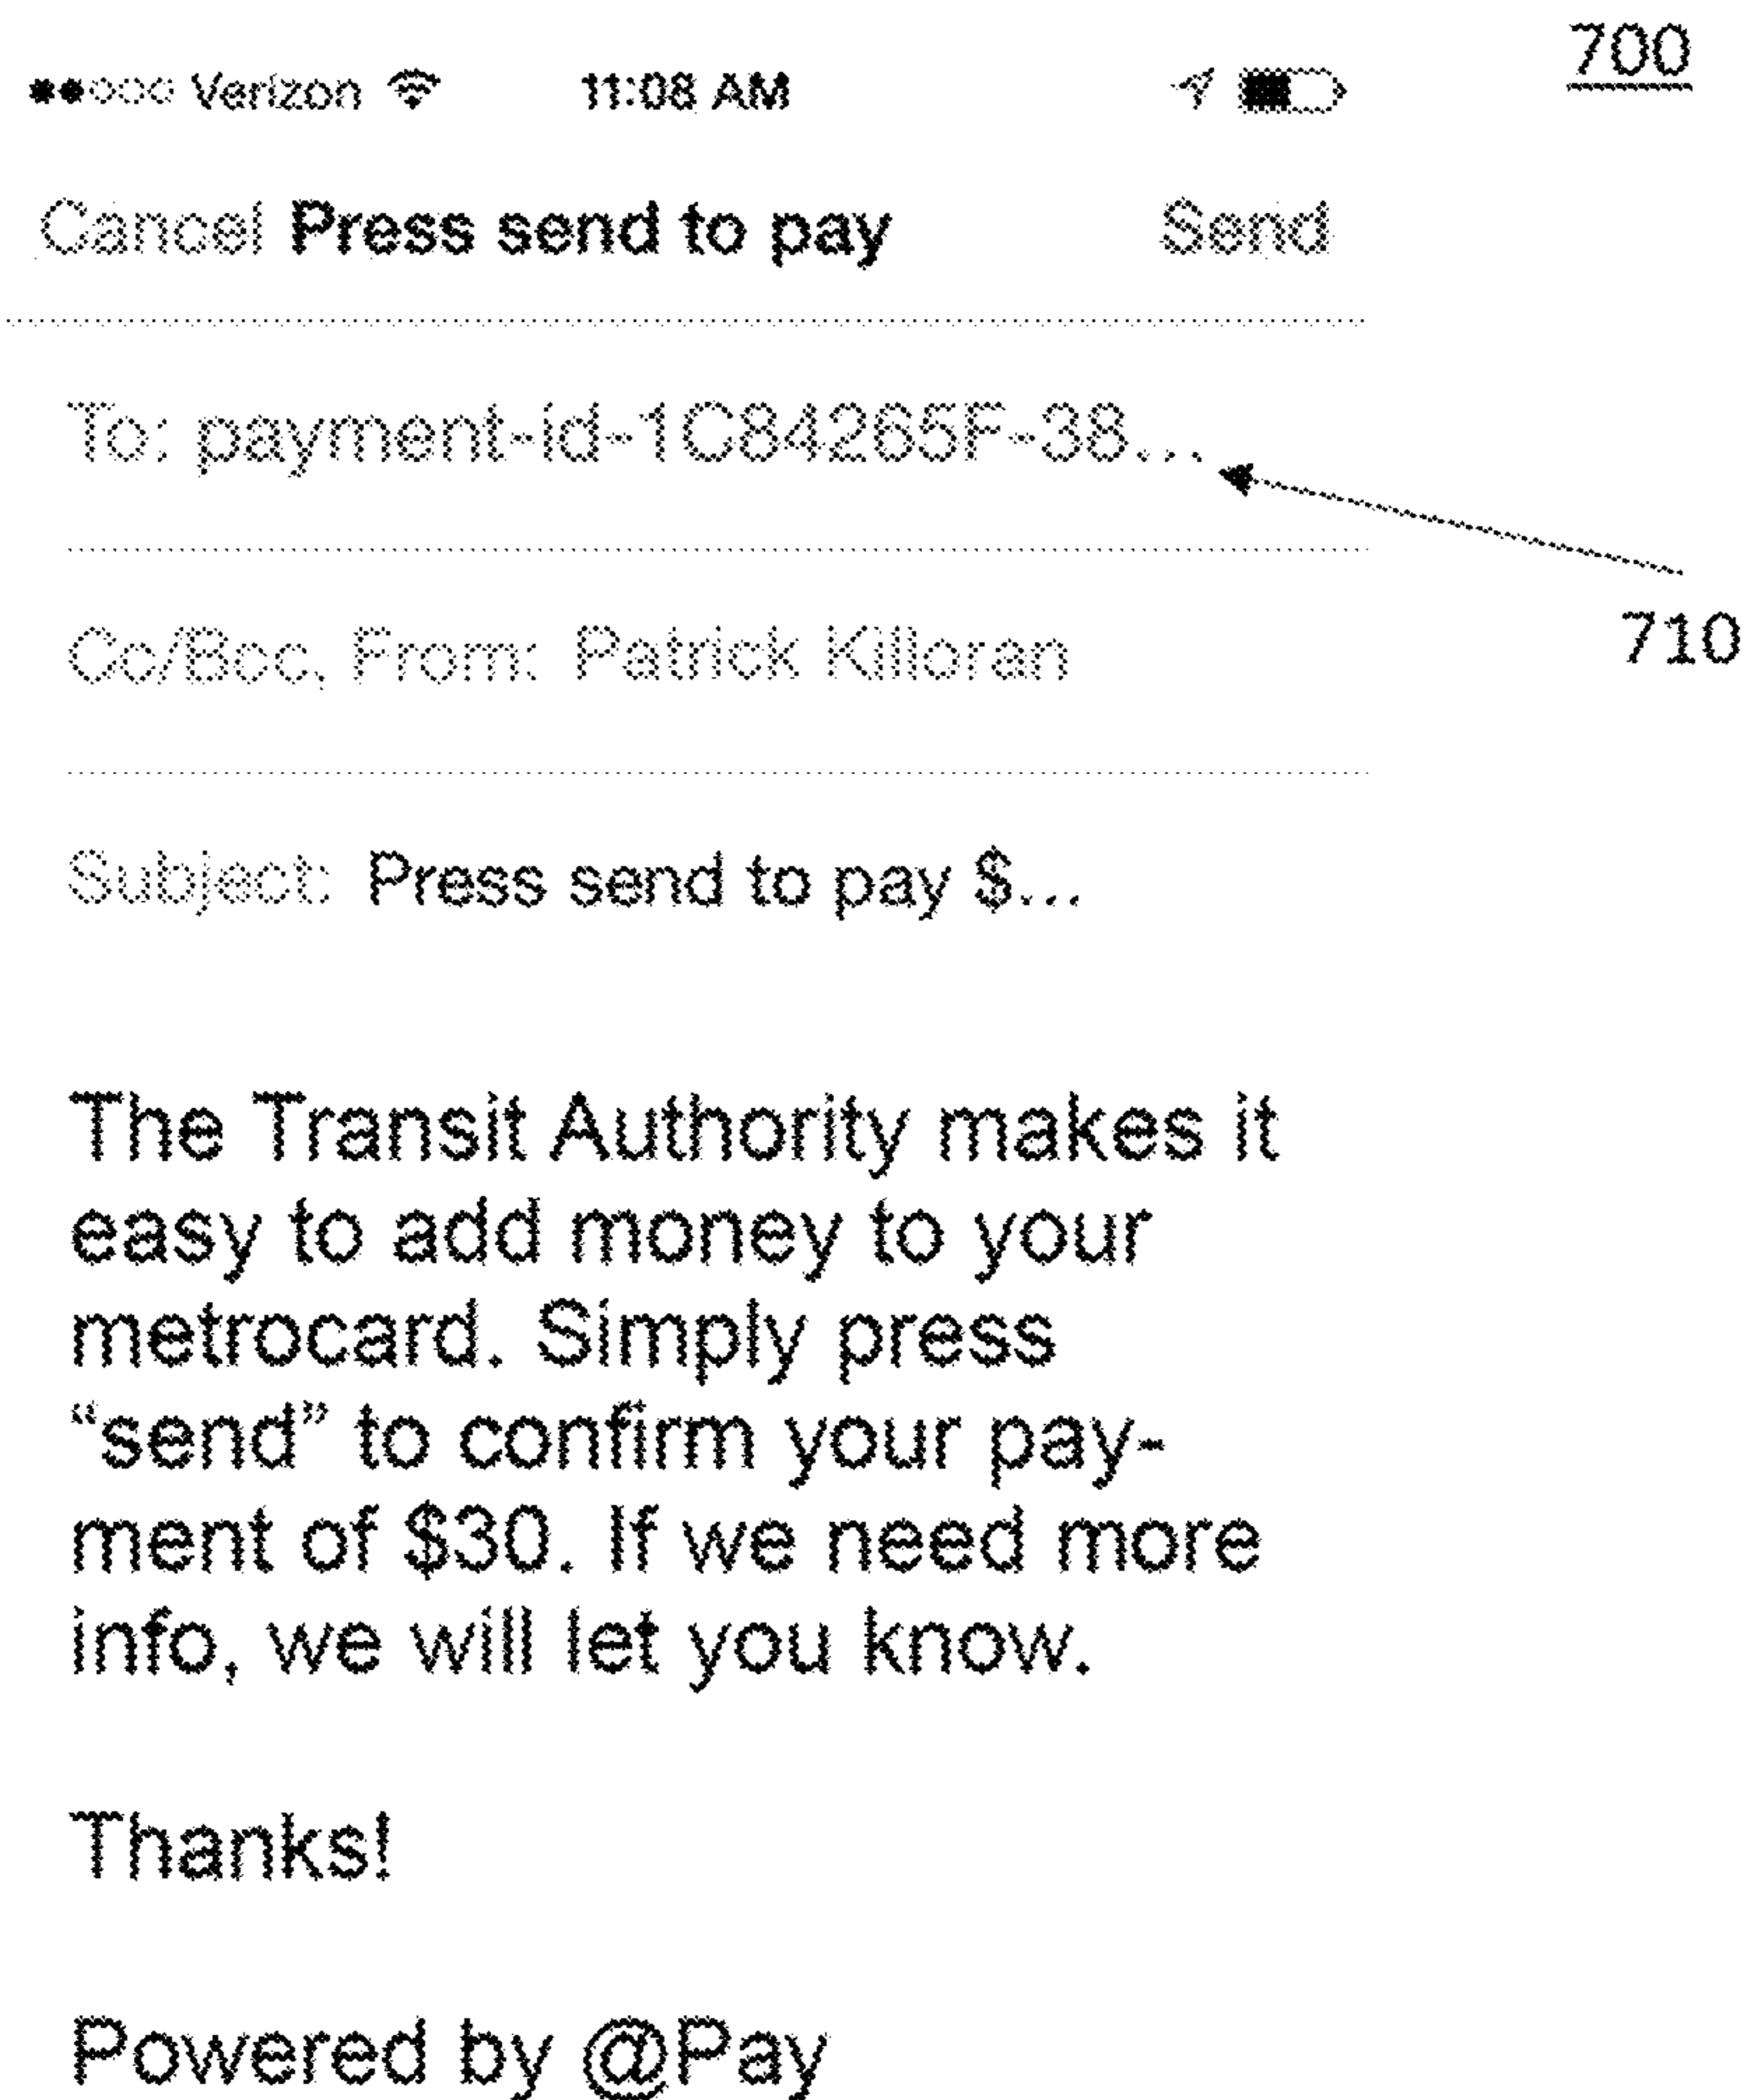 700
Verizon 11:08 AM
Cancel Press send to pay Send
To: payment-id-1C84265F-38...
710
Cc/Bcc, From: Patrick Killoran
Subject: Press send to pay $...
The Transit Authority makes it
easy to add money to your
metrocard. Simply press
“send” to confirm your pay-
ment of $30. If we need more
info, we will let you know.
Thanks!
Powered by @Pay